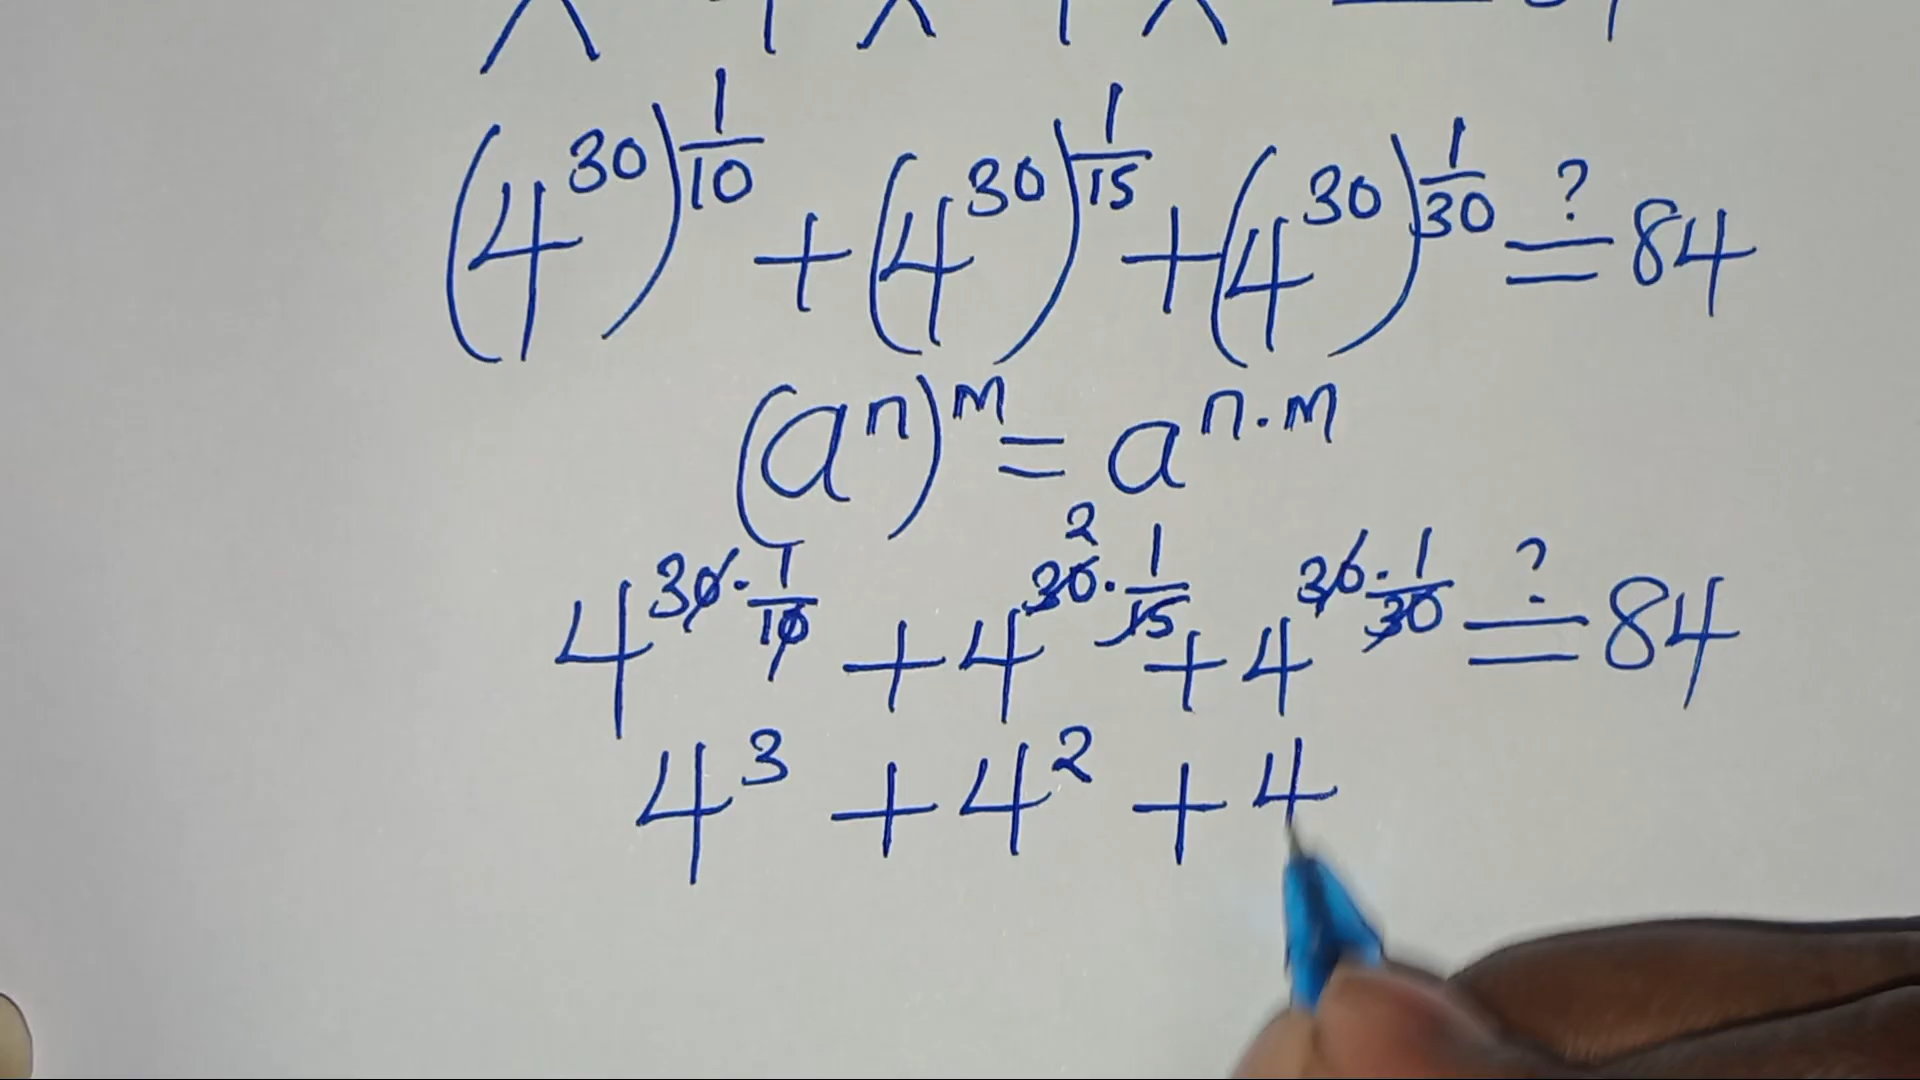 (4^30)^1/10 + (4^30)^1/15 + (4^30)^1/30 ?= 84
(a^n)^m = a^n·m
4^30·1/10 + 4^30·1/15 2 + 4^30·1/30 ?= 84
4^3 + 4^2 + 4